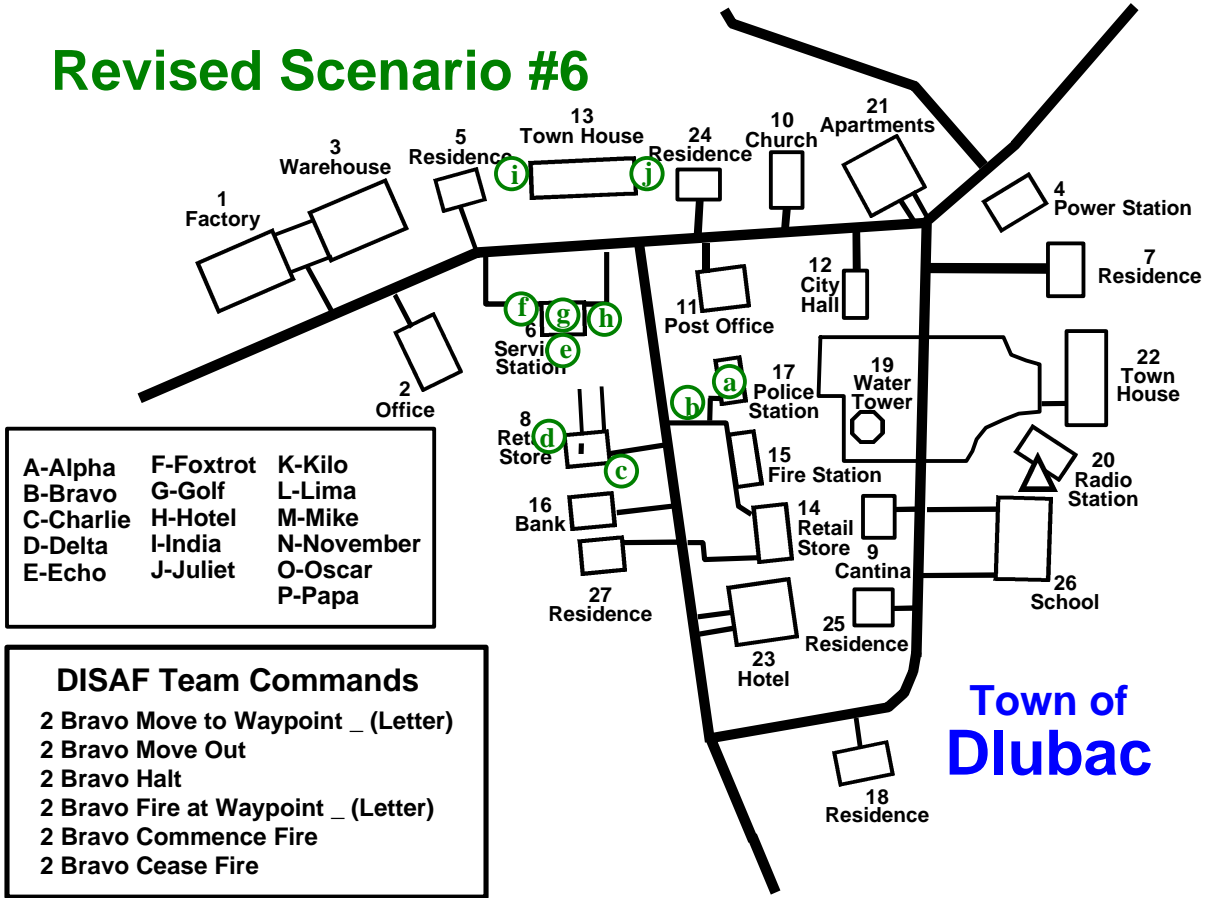 Revised Scenario #6
13
Town House
5
Residence
3
Warehouse
1
Factory
24
Residence
10
Church
21
Apartments
4
Power Station
7
Residence
12
City
Hall
11
Post Office
i
j
f
g
h
6
Service
Station
e
2
Office
a
b
17
Police
Station
19
Water
Tower
22
Town
House
8
Retail
Store
d
c
15
Fire Station
20
Radio
Station
16
Bank
14
Retail
Store
9
Cantina
26
School
27
Residence
25
Residence
23
Hotel
18
Residence
A-Alpha
B-Bravo
C-Charlie
D-Delta
E-Echo
F-Foxtrot
G-Golf
H-Hotel
I-India
J-Juliet
K-Kilo
L-Lima
M-Mike
N-November
O-Oscar
P-Papa
DISAF Team Commands
2 Bravo Move to Waypoint _ (Letter)
2 Bravo Move Out
2 Bravo Halt
2 Bravo Fire at Waypoint _ (Letter)
2 Bravo Commence Fire
2 Bravo Cease Fire
Town of
Dlubac